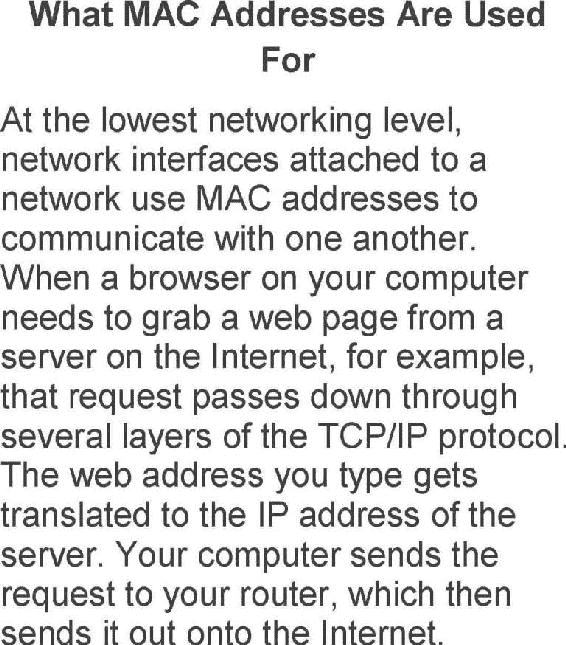 What MAC Addresses Are Used
For
At the lowest networking level,
network interfaces attached to a
network use MAC addresses to
communicate with one another.
When a browser on your computer
needs to grab a web page from a
server on the Internet, for example,
that request passes down through
several layers of the TCP/IP protocol.
The web address you type gets
translated to the IP address of the
server. Your computer sends the
request to your router, which then
sends it out onto the Internet.